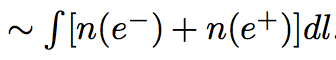 ∼ ∫[n(e⁻) + n(e⁺)]dl.